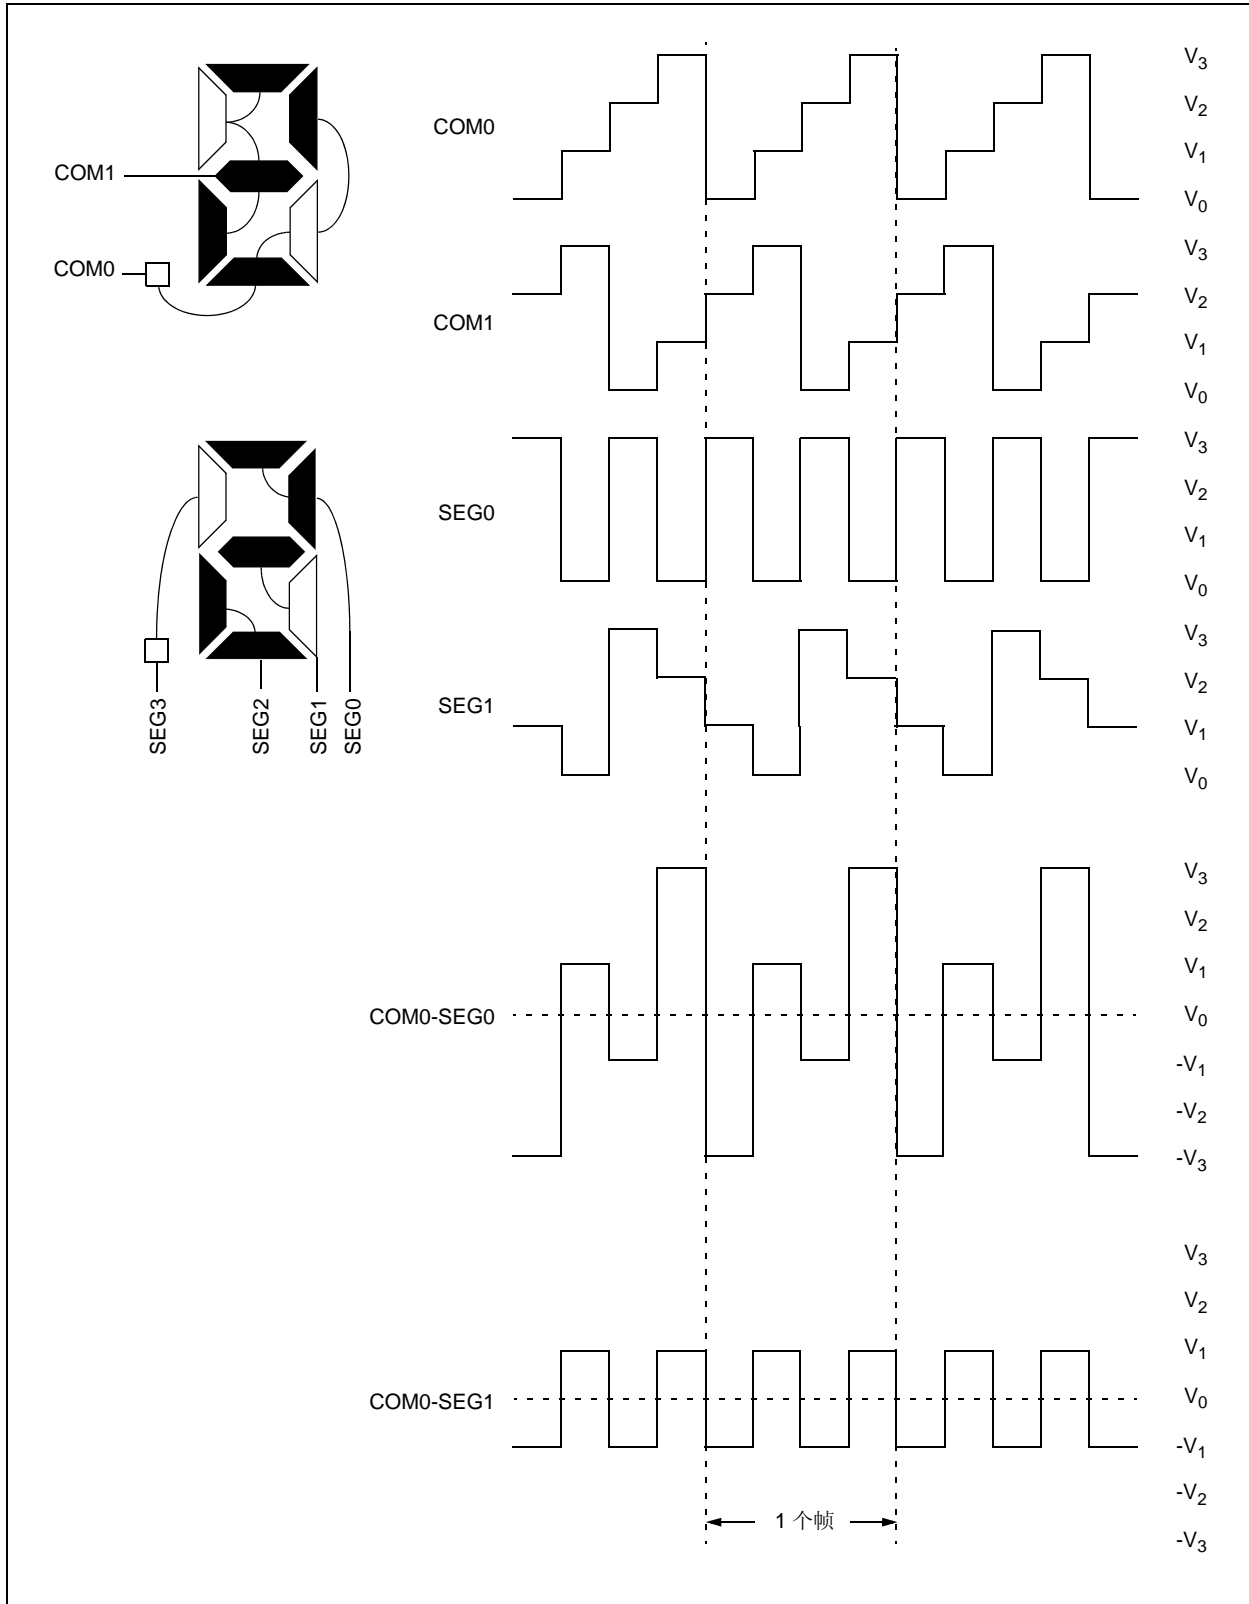 COM1
COM0
SEG3
SEG2
SEG1
SEG0
COM0
V3
V2
V1
V0
COM1
V3
V2
V1
V0
SEG0
V3
V2
V1
V0
SEG1
V3
V2
V1
V0
COM0-SEG0
V3
V2
V1
V0
-V1
-V2
-V3
COM0-SEG1
V3
V2
V1
V0
-V1
-V2
-V3
1 个帧